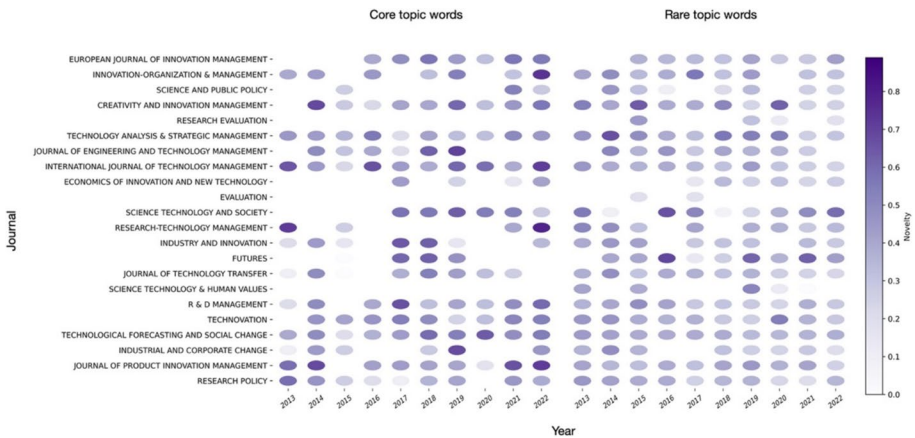 Core topic words
Rare topic words
EUROPEAN JOURNAL OF INNOVATION MANAGEMENT
INNOVATION-ORGANIZATION & MANAGEMENT
SCIENCE AND PUBLIC POLICY
CREATIVITY AND INNOVATION MANAGEMENT
RESEARCH EVALUATION
TECHNOLOGY ANALYSIS & STRATEGIC MANAGEMENT
JOURNAL OF ENGINEERING AND TECHNOLOGY MANAGEMENT
INTERNATIONAL JOURNAL OF TECHNOLOGY MANAGEMENT
ECONOMICS OF INNOVATION AND NEW TECHNOLOGY
EVALUATION
SCIENCE TECHNOLOGY AND SOCIETY
RESEARCH-TECHNOLOGY MANAGEMENT
INDUSTRY AND INNOVATION
FUTURES
JOURNAL OF TECHNOLOGY TRANSFER
SCIENCE TECHNOLOGY & HUMAN VALUES
R & D MANAGEMENT
TECHNOVATION
TECHNOLOGICAL FORECASTING AND SOCIAL CHANGE
INDUSTRIAL AND CORPORATE CHANGE
JOURNAL OF PRODUCT INNOVATION MANAGEMENT
RESEARCH POLICY
Journal
2013 2014 2015 2016 2017 2018 2019 2020 2021 2022
2013 2014 2015 2016 2017 2018 2019 2020 2021 2022
Year
0.8
0.7
0.6
0.5
0.4
0.3
0.2
0.1
0.0
Novelty